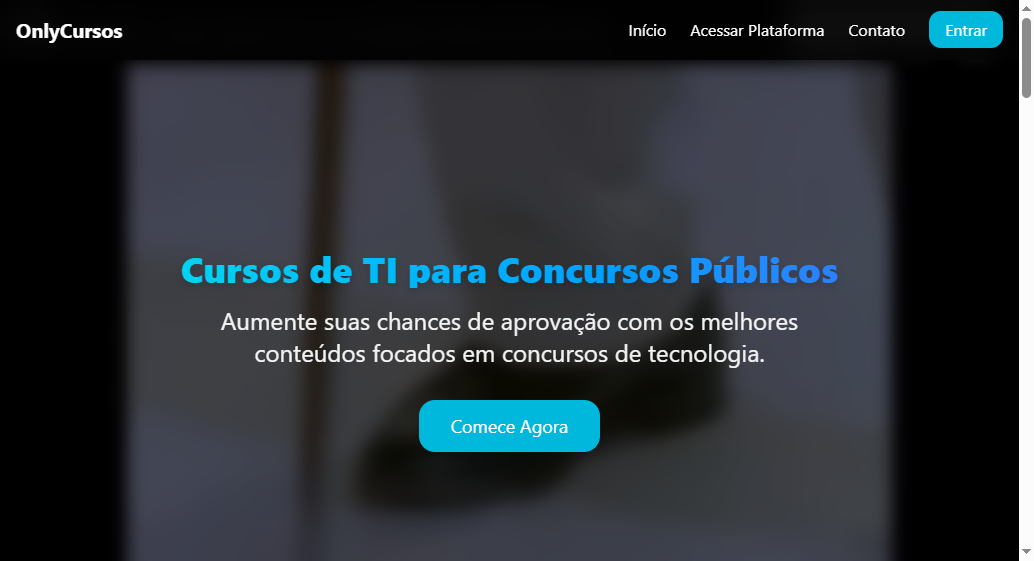 OnlyCursos
Início
Acessar Plataforma
Contato
Entrar
Cursos de TI para Concursos Públicos
Aumente suas chances de aprovação com os melhores
conteúdos focados em concursos de tecnologia.
Comece Agora